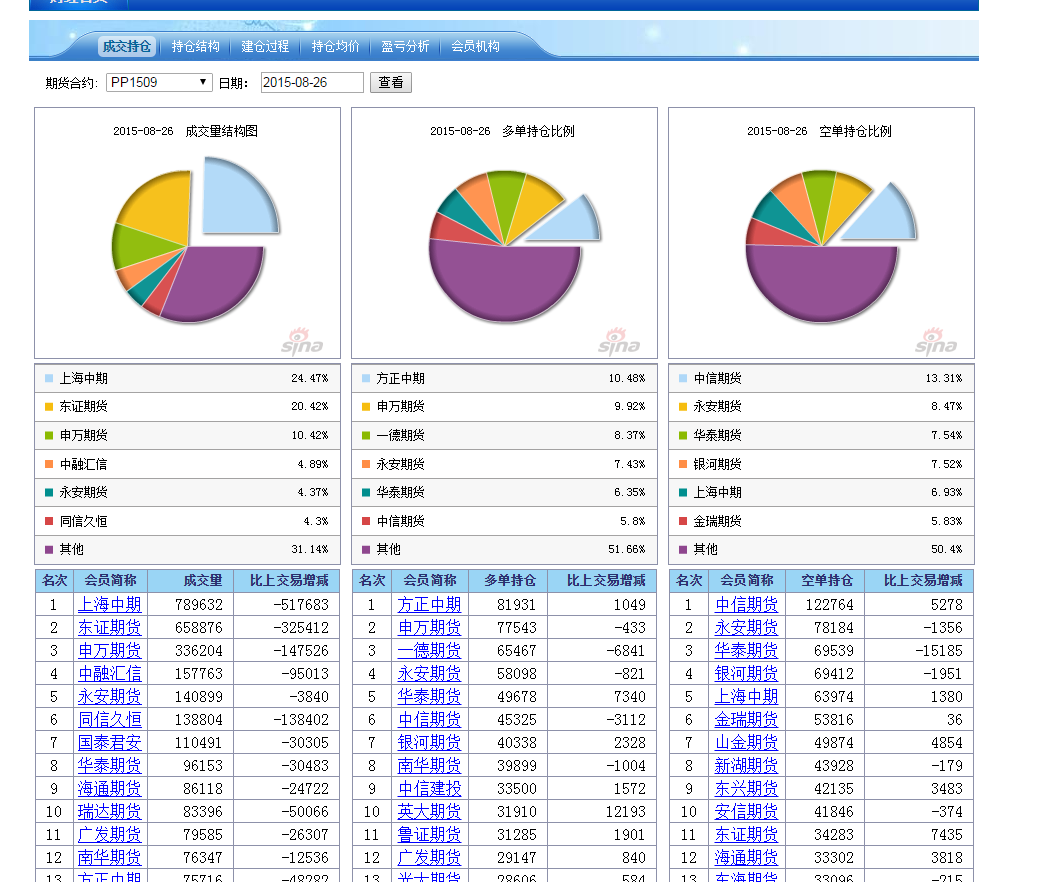 财经首页
成交持仓 持仓结构 建仓过程 持仓均价 盈亏分析 会员机构
期货合约: PP1509 日期: 2015-08-26 查看
2015-08-26 成交量结构图
2015-08-26 多单持仓比例
2015-08-26 空单持仓比例
sina
sina
sina
上海中期 24.47% 方正中期 10.48% 中信期货 13.31%
东证期货 20.42% 申万期货 9.92% 永安期货 8.47%
申万期货 10.42% 一德期货 8.37% 华泰期货 7.54%
中融汇信 4.89% 永安期货 7.43% 银河期货 7.52%
永安期货 4.37% 华泰期货 6.35% 上海中期 6.93%
同信久恒 4.3% 中信期货 5.8% 金瑞期货 5.83%
其他 31.14% 其他 51.66% 其他 50.4%
名次 会员简称 成交量 比上交易增减 名次 会员简称 多单持仓 比上交易增减 名次 会员简称 空单持仓 比上交易增减
1 上海中期 789632 -517683 1 方正中期 81931 1049 1 中信期货 122764 5278
2 东证期货 658876 -325412 2 申万期货 77543 -433 2 永安期货 78184 -1356
3 申万期货 336204 -147526 3 一德期货 65467 -6841 3 华泰期货 69539 -15185
4 中融汇信 157763 -95013 4 永安期货 58098 -821 4 银河期货 69412 -1951
5 永安期货 140899 -3840 5 华泰期货 49678 7340 5 上海中期 63974 1380
6 同信久恒 138804 -138402 6 中信期货 45325 -3112 6 金瑞期货 53816 36
7 国泰君安 110491 -30305 7 银河期货 40338 2328 7 山金期货 49874 4854
8 华泰期货 96153 -30483 8 南华期货 39899 -1004 8 新湖期货 43928 -179
9 海通期货 86118 -24722 9 中信建投 33500 1572 9 东兴期货 42135 3483
10 瑞达期货 83396 -50066 10 英大期货 31910 12193 10 安信期货 41846 -374
11 广发期货 79585 -26307 11 鲁证期货 31285 1901 11 东证期货 34283 7435
12 南华期货 76347 -12536 12 广发期货 29147 840 12 海通期货 33302 3818
13 方正中期 75716 -48282 13 光大期货 28606 584 13 东海期货 33096 -215